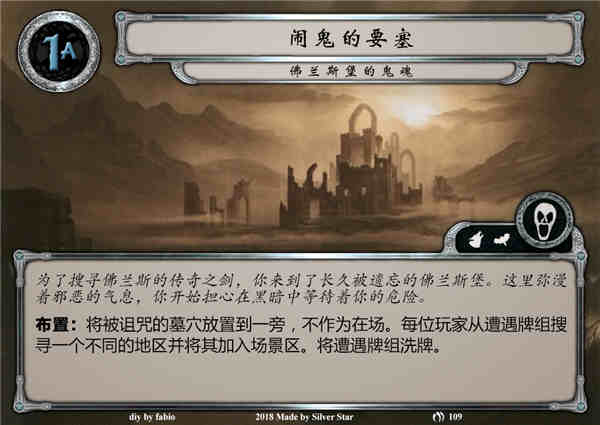 1A
闹鬼的要塞
佛兰斯堡的鬼魂
为了搜寻佛兰斯的传奇之剑，你来到了长久被遗忘的佛兰斯堡。这里弥漫
着邪恶的气息，你开始担心在黑暗中等待着你的危险。
布置：将被诅咒的墓穴放置到一旁，不作为在场。每位玩家从遭遇牌组搜
寻一个不同的地区并将其加入场景区。将遭遇牌组洗牌。
diy by fabio 2018 Made by Silver Star 109